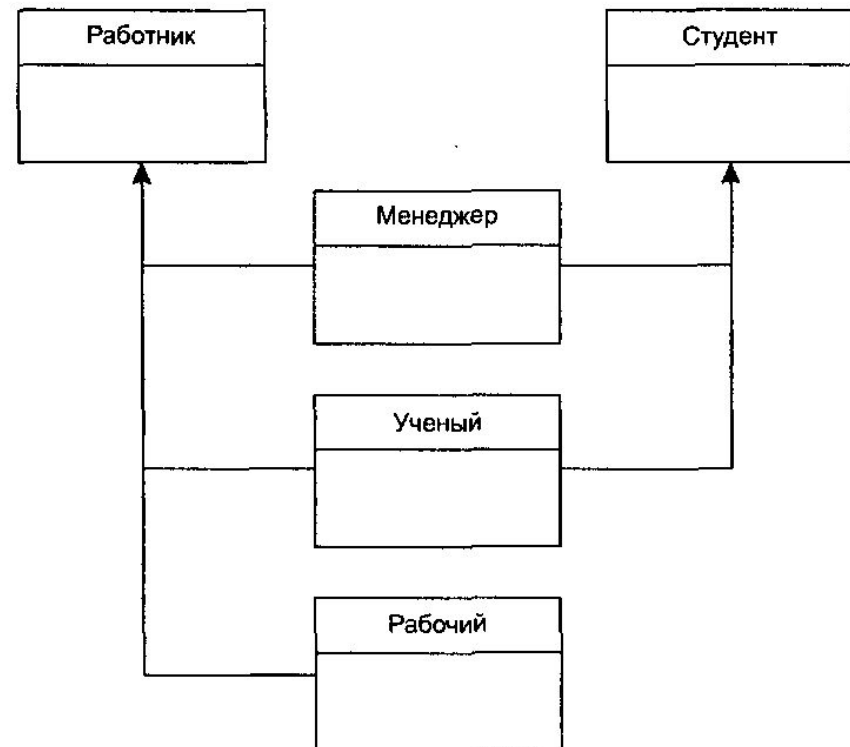 Работник
Студент
Менеджер
Ученый
Рабочий